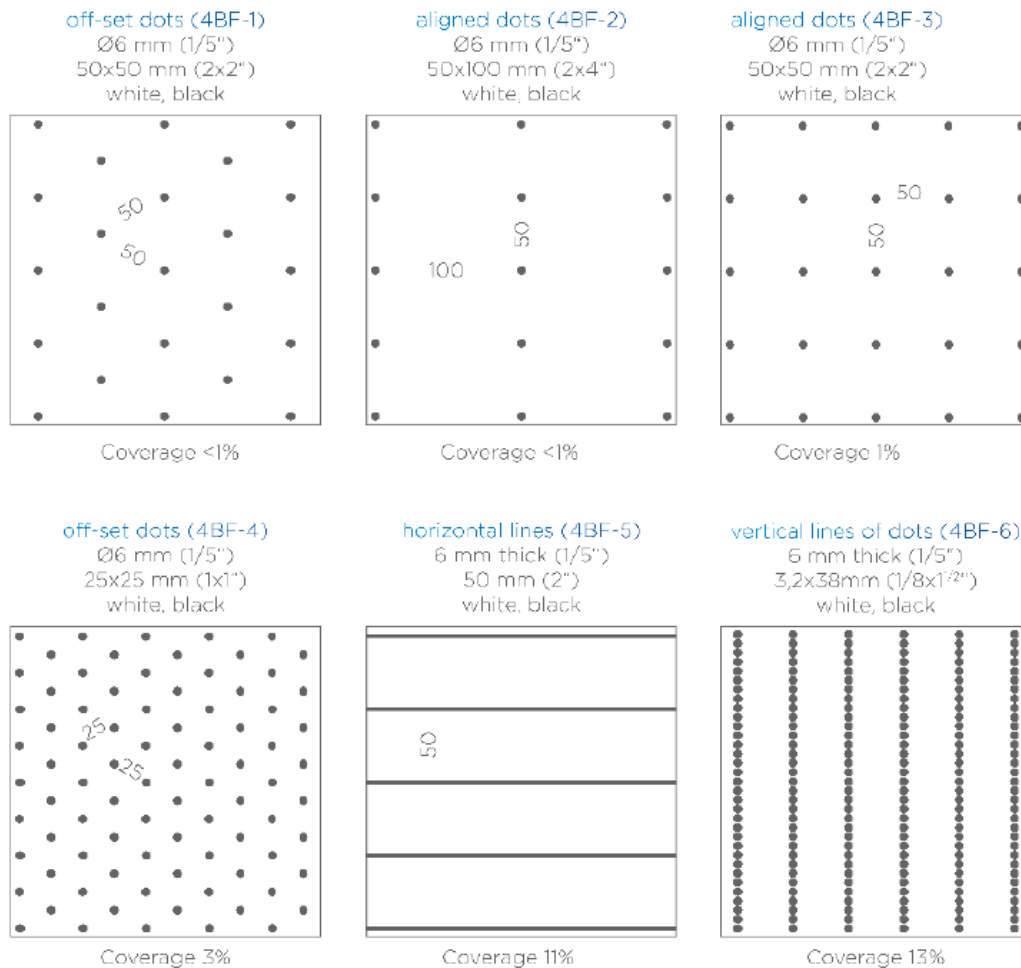 off-set dots (4BF-1)
Ø6 mm (1/5“)
50x50 mm (2x2“)
white, black
50
50
Coverage <1%
aligned dots (4BF-2)
Ø6 mm (1/5“)
50x100 mm (2x4“)
white, black
50
100
Coverage <1%
aligned dots (4BF-3)
Ø6 mm (1/5“)
50x50 mm (2x2“)
white, black
50
50
Coverage 1%
off-set dots (4BF-4)
Ø6 mm (1/5“)
25x25 mm (1x1“)
white, black
25
25
Coverage 3%
horizontal lines (4BF-5)
6 mm thick (1/5“)
50 mm (2“)
white, black
50
Coverage 11%
vertical lines of dots (4BF-6)
6 mm thick (1/5“)
3,2x38mm (1/8x1¹ᐟ²“)
white, black
Coverage 13%